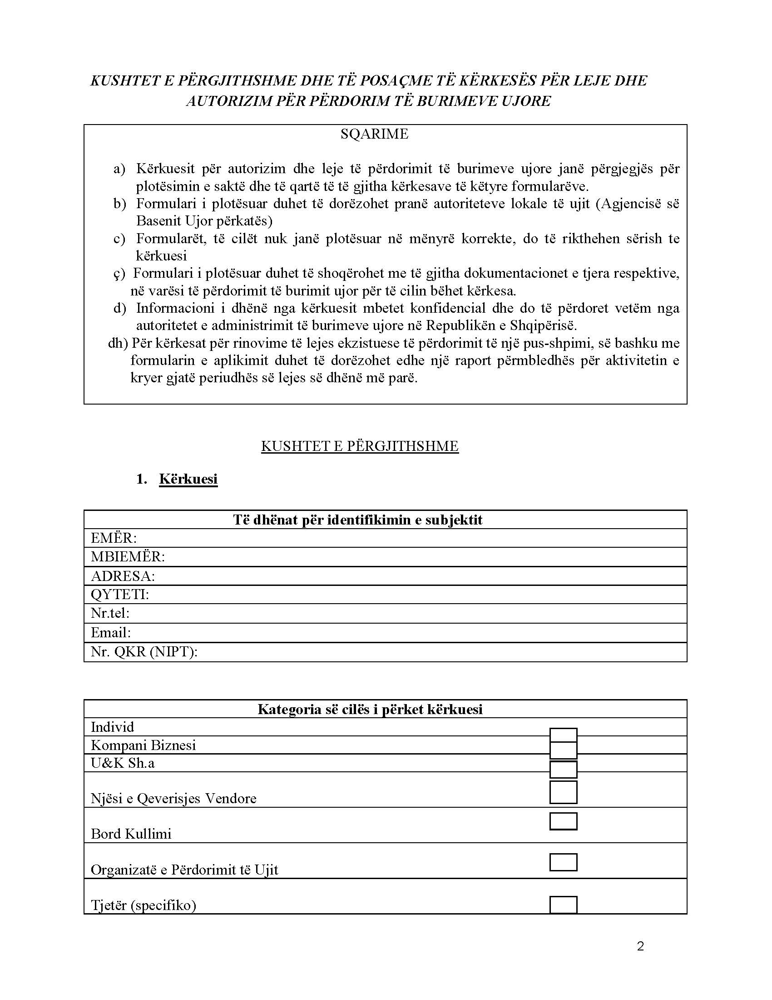 KUSHTET E PËRGJITHSHME DHE TË POSAÇME TË KËRKESËS PËR LEJE DHE
AUTORIZIM PËR PËRDORIM TË BURIMEVE UJORE
SQARIME
a) Kërkuesit për autorizim dhe leje të përdorimit të burimeve ujore janë përgjegjës për
plotësimin e saktë dhe të qartë të të gjitha kërkesave të këtyre formularëve.
b) Formulari i plotësuar duhet të dorëzohet pranë autoriteteve lokale të ujit (Agjencisë së
Basenit Ujor përkatës)
c) Formularët, të cilët nuk janë plotësuar në mënyrë korrekte, do të rikthehen sërish te
kërkuesi
ç) Formulari i plotësuar duhet të shoqërohet me të gjitha dokumentacionet e tjera respektive,
në varësi të përdorimit të burimit ujor për të cilin bëhet kërkesa.
d) Informacioni i dhënë nga kërkuesit mbetet konfidencial dhe do të përdoret vetëm nga
autoritetet e administrimit të burimeve ujore në Republikën e Shqipërisë.
dh) Për kërkesat për rinovime të lejes ekzistuese të përdorimit të një pus-shpimi, së bashku me
formularin e aplikimit duhet të dorëzohet edhe një raport përmbledhës për aktivitetin e
kryer gjatë periudhës së lejes së dhënë më parë.
KUSHTET E PËRGJITHSHME
1. Kërkuesi
Të dhënat për identifikimin e subjektit
EMËR:
MBIEMËR:
ADRESA:
QYTETI:
Nr.tel:
Email:
Nr. QKR (NIPT):
Kategoria së cilës i përket kërkuesi
Individ
Kompani Biznesi
U&K Sh.a
Njësi e Qeverisjes Vendore
Bord Kullimi
Organizatë e Përdorimit të Ujit
Tjetër (specifiko)
2